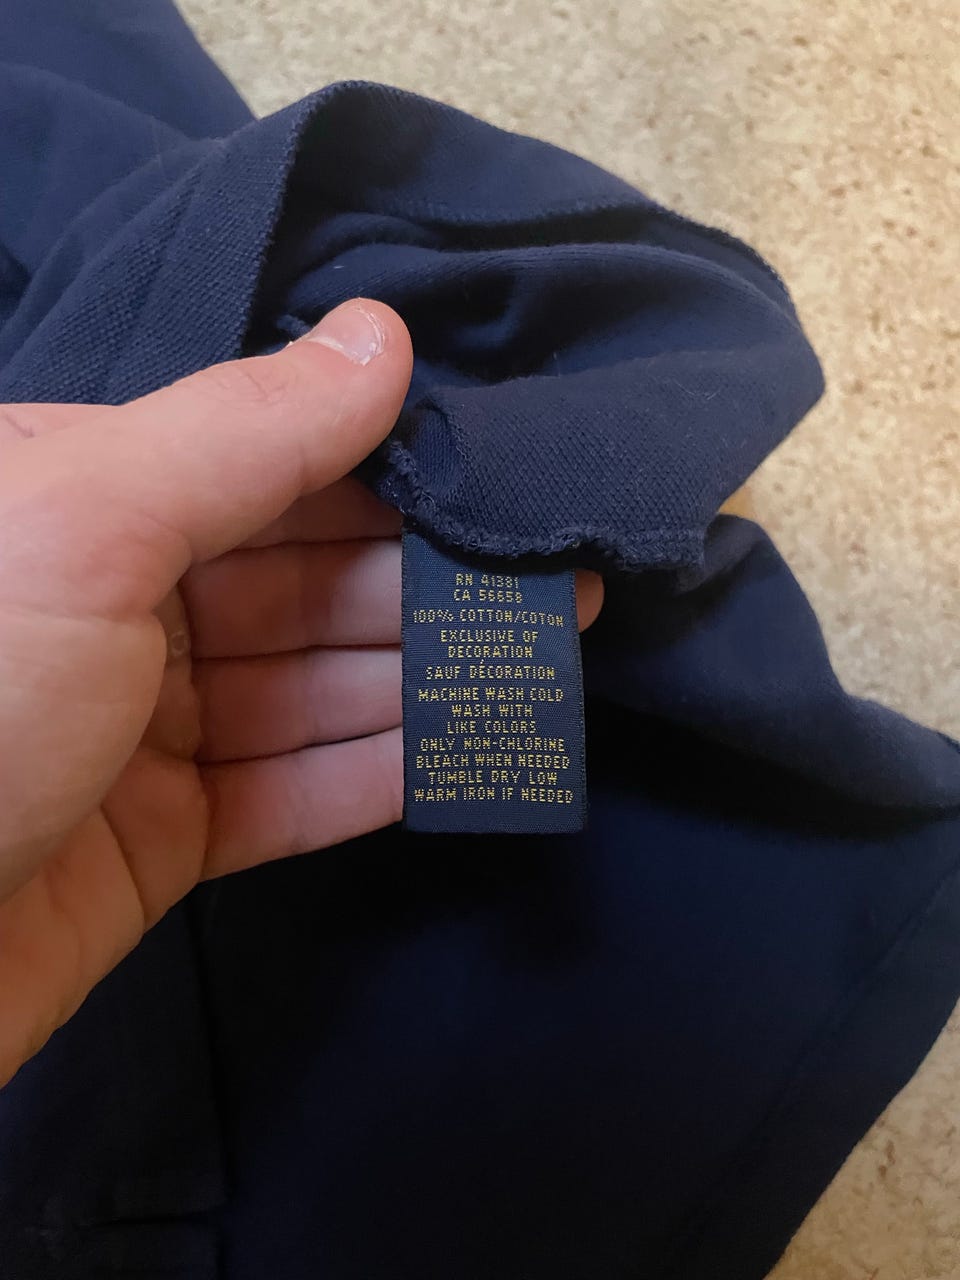 RN 41381
CA 56658
100% COTTON/COTON
EXCLUSIVE OF
DECORATION
SAUF DÉCORATION
MACHINE WASH COLD
WASH WITH
LIKE COLORS
ONLY NON-CHLORINE
BLEACH WHEN NEEDED
TUMBLE DRY LOW
WARM IRON IF NEEDED